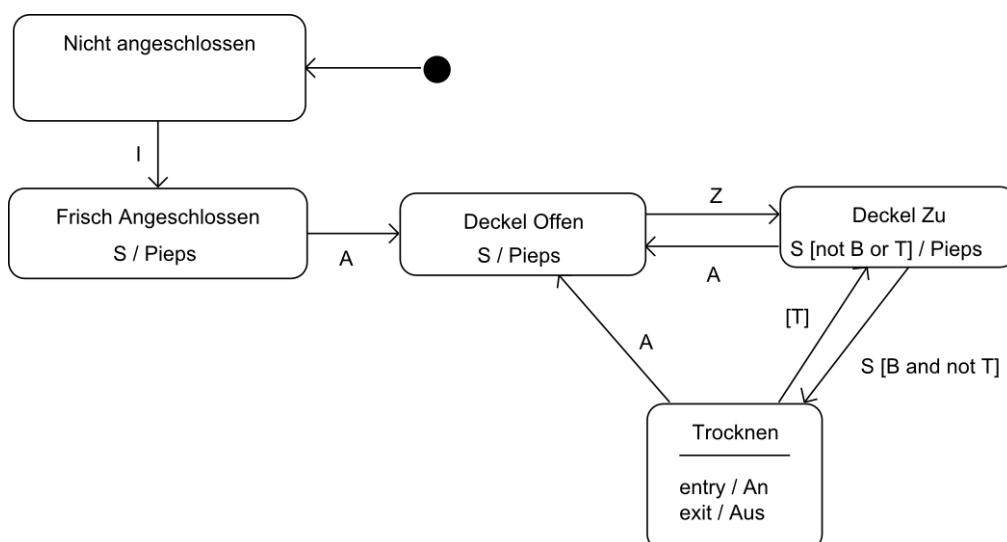 Nicht angeschlossen
I
Frisch Angeschlossen
S / Pieps
A
Deckel Offen
S / Pieps
Z
A
Deckel Zu
S [not B or T] / Pieps
A
[T]
S [B and not T]
Trocknen
entry / An
exit / Aus